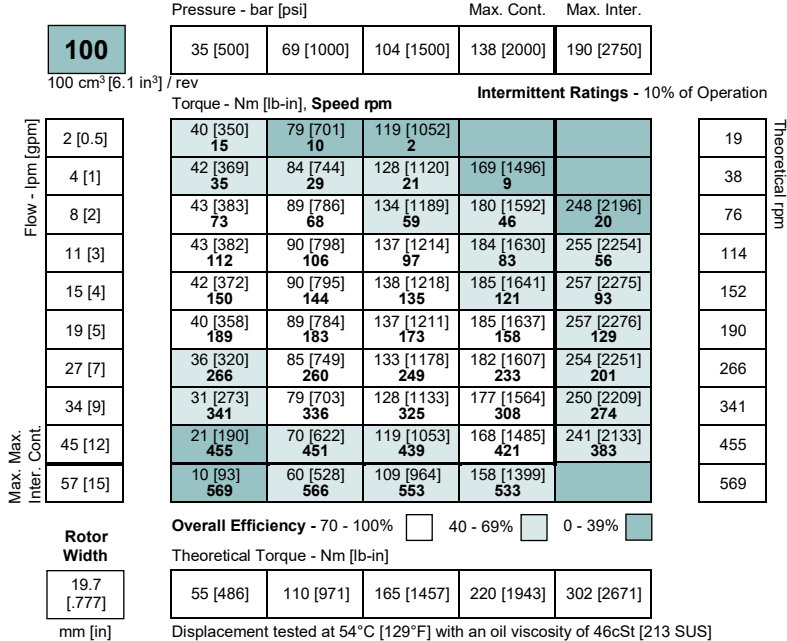 Pressure - bar [psi] Max. Cont. Max. Inter.
100 35 [500] 69 [1000] 104 [1500] 138 [2000] 190 [2750]
100 cm³ [6.1 in³] / rev
Intermittent Ratings - 10% of Operation
Torque - Nm [lb-in], Speed rpm
Flow - lpm [gpm]
Theoretical rpm
2 [0.5] 40 [350] 79 [701] 119 [1052] 19
15 10 2
4 [1] 42 [369] 84 [744] 128 [1120] 169 [1496] 38
35 29 21 9
8 [2] 43 [383] 89 [786] 134 [1189] 180 [1592] 248 [2196] 76
73 68 59 46 20
11 [3] 43 [382] 90 [798] 137 [1214] 184 [1630] 255 [2254] 114
112 106 97 83 56
15 [4] 42 [372] 90 [795] 138 [1218] 185 [1641] 257 [2275] 152
150 144 135 121 93
19 [5] 40 [358] 89 [784] 137 [1211] 185 [1637] 257 [2276] 190
189 183 173 158 129
27 [7] 36 [320] 85 [749] 133 [1178] 182 [1607] 254 [2251] 266
266 260 249 233 201
34 [9] 31 [273] 79 [703] 128 [1133] 177 [1564] 250 [2209] 341
341 336 325 308 274
Max. Cont.
45 [12] 21 [190] 70 [622] 119 [1053] 168 [1485] 241 [2133] 455
455 451 439 421 383
Max. Inter.
57 [15] 10 [93] 60 [528] 109 [964] 158 [1399] 569
569 566 553 533
Overall Efficiency - 70 - 100% 40 - 69% 0 - 39%
Rotor
Width
Theoretical Torque - Nm [lb-in]
19.7
[.777]
55 [486] 110 [971] 165 [1457] 220 [1943] 302 [2671]
mm [in] Displacement tested at 54°C [129°F] with an oil viscosity of 46cSt [213 SUS]